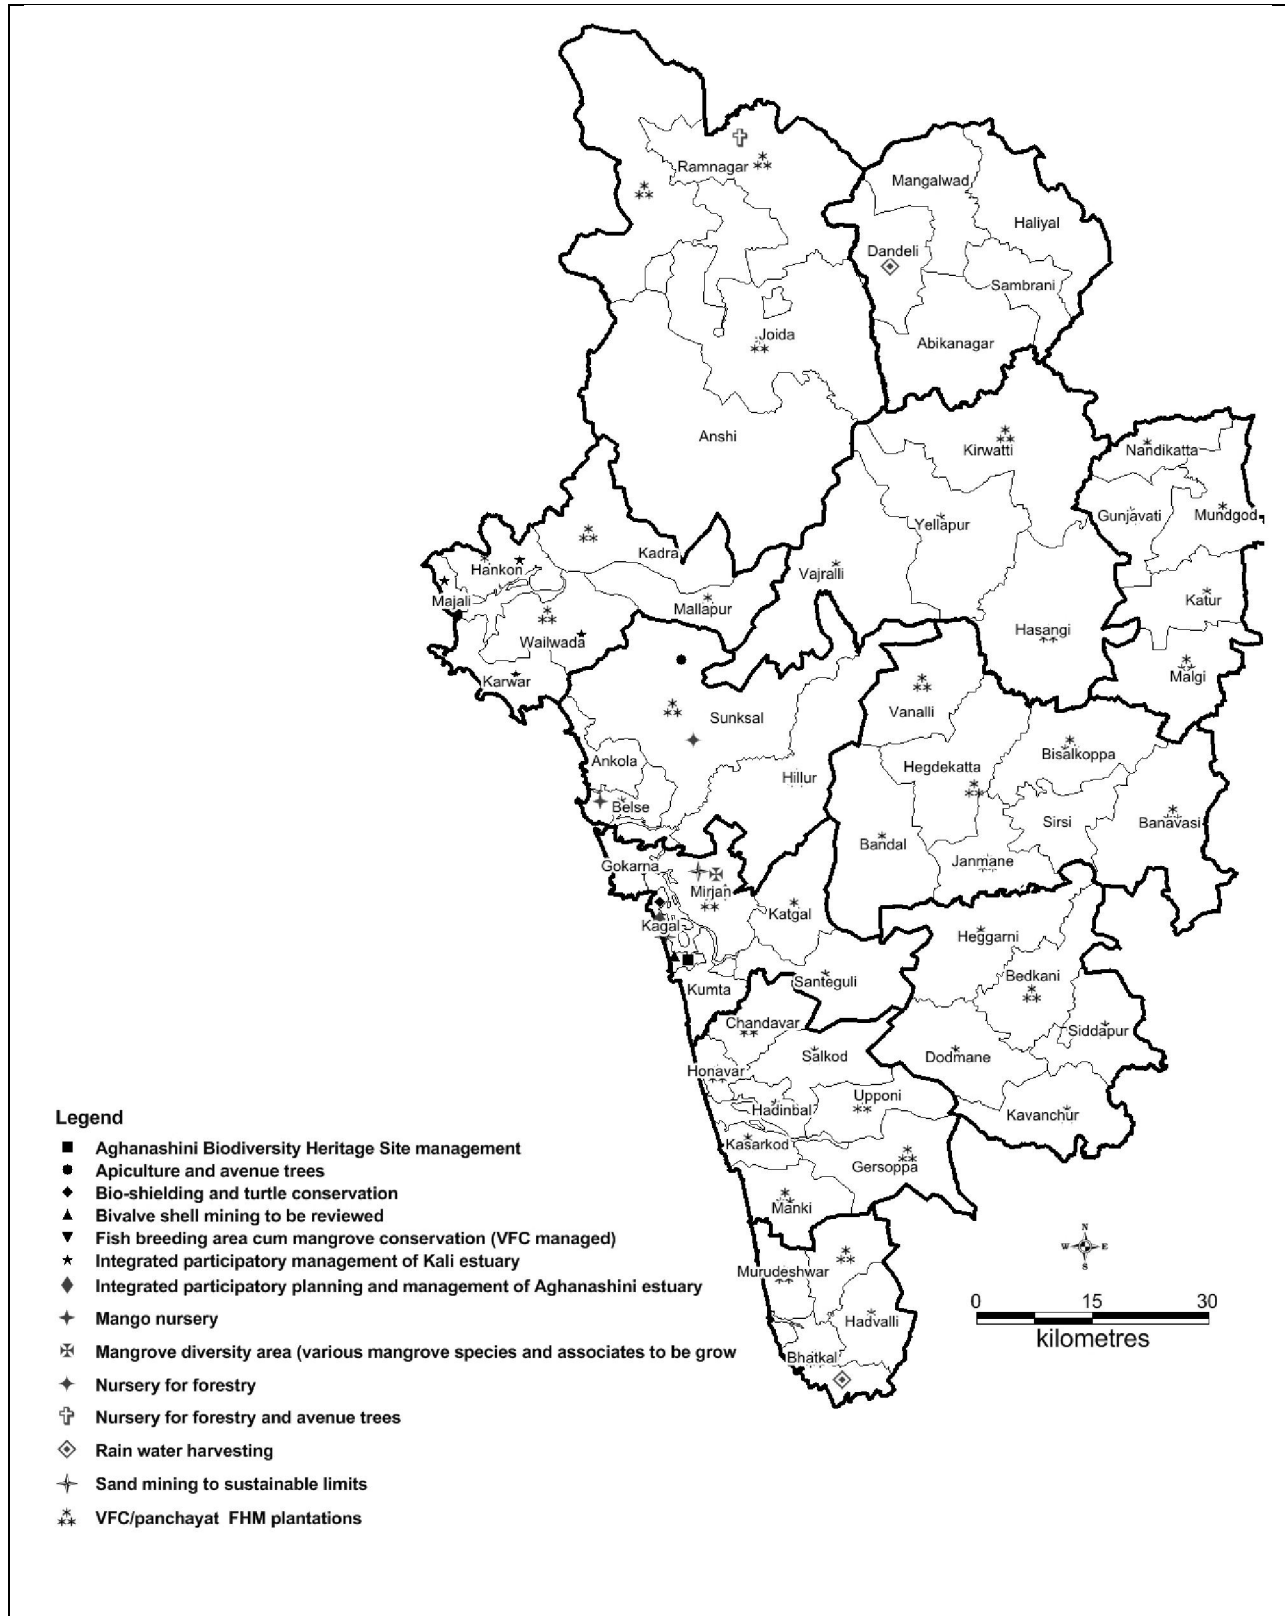 Ramnagar
Mangalwad
Haliyal
Dandeli
Sambrani
Joida
Abikanagar
Anshi
Kirwatti
Nandikatta
Gunjavati
Mundgod
Yellapur
Kadra
Hankon
Vajralli
Majali
Mallapur
Katur
Hasangi
Wailwada
Karwar
Malgi
Sunksal
Vanalli
Bisalkoppa
Ankola
Hegdekatta
Hillur
Belse
Sirsi
Banavasi
Bandal
Janmane
Gokarna
Mirjan
Katgal
Kagal
Heggarni
Bedkani
Santeguli
Kumta
Chandavar
Siddapur
Salkod
Dodmane
Honavar
Upponi
Hadinbal
Kavanchur
Kasarkod
Gersoppa
Manki
Murudeshwar
Hadvalli
Bhatkal
N
W E
S
0 15 30
kilometres
Legend
Aghanashini Biodiversity Heritage Site management
Apiculture and avenue trees
Bio-shielding and turtle conservation
Bivalve shell mining to be reviewed
Fish breeding area cum mangrove conservation (VFC managed)
Integrated participatory management of Kali estuary
Integrated participatory planning and management of Aghanashini estuary
Mango nursery
Mangrove diversity area (various mangrove species and associates to be grow
Nursery for forestry
Nursery for forestry and avenue trees
Rain water harvesting
Sand mining to sustainable limits
VFC/panchayat FHM plantations